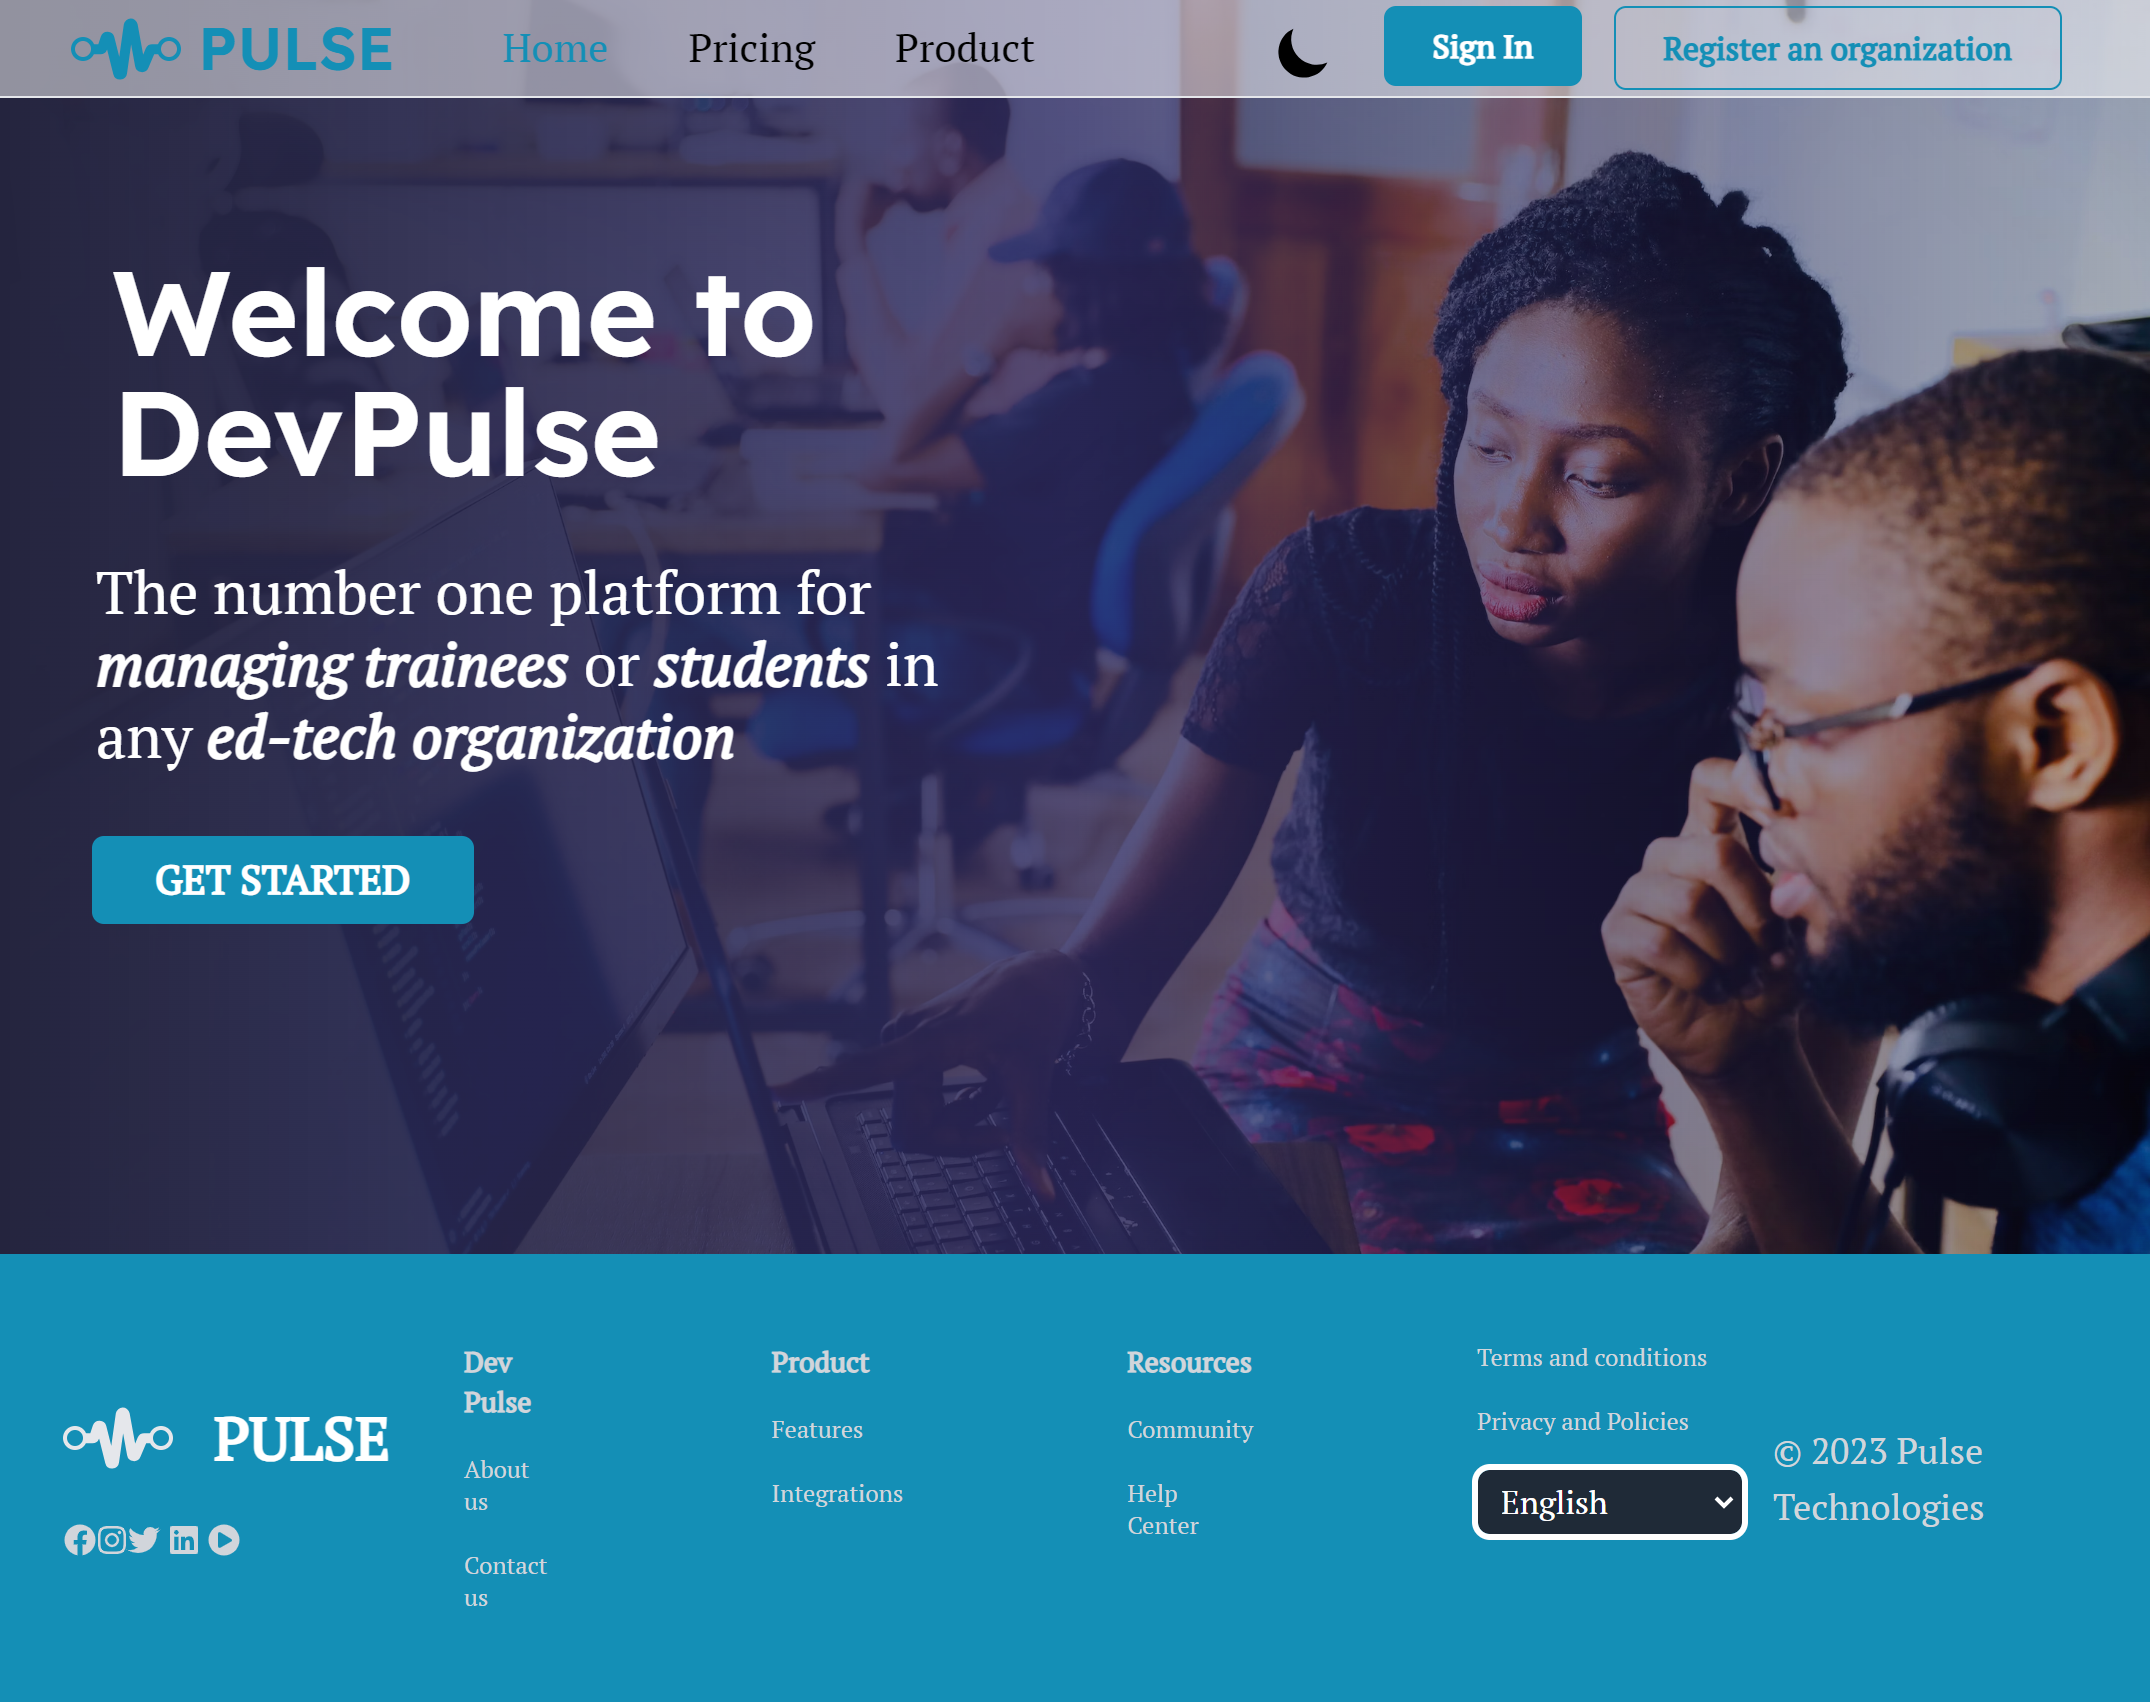 PULSE
Home
Pricing
Product
Sign In
Register an organization
Welcome to
DevPulse
The number one platform for
managing trainees or students in
any ed-tech organization
GET STARTED
PULSE
Dev
Pulse
About
us
Contact
us
Product
Features
Integrations
Resources
Community
Help
Center
Terms and conditions
Privacy and Policies
English
© 2023 Pulse
Technologies